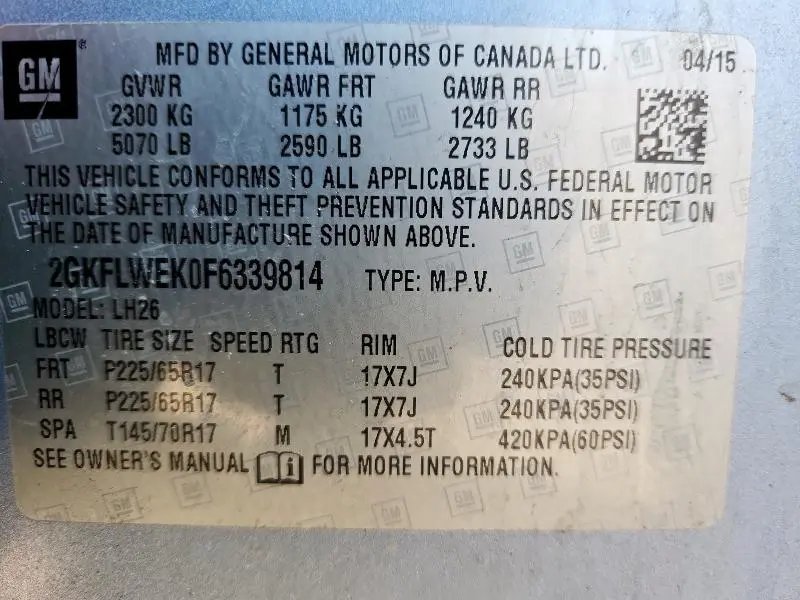 GM
MFD BY GENERAL MOTORS OF CANADA LTD. 04/15
GVWR GAWR FRT GAWR RR
2300 KG 1175 KG 1240 KG
5070 LB 2590 LB 2733 LB
THIS VEHICLE CONFORMS TO ALL APPLICABLE U.S. FEDERAL MOTOR
VEHICLE SAFETY AND THEFT PREVENTION STANDARDS IN EFFECT ON
THE DATE OF MANUFACTURE SHOWN ABOVE.
2GKFLWEK0F6339814 TYPE: M.P.V.
MODEL: LH26
LBCW TIRE SIZE SPEED RTG RIM COLD TIRE PRESSURE
FRT P225/65R17 T 17X7J 240KPA(35PSI)
RR P225/65R17 T 17X7J 240KPA(35PSI)
SPA T145/70R17 M 17X4.5T 420KPA(60PSI)
SEE OWNER'S MANUAL FOR MORE INFORMATION.